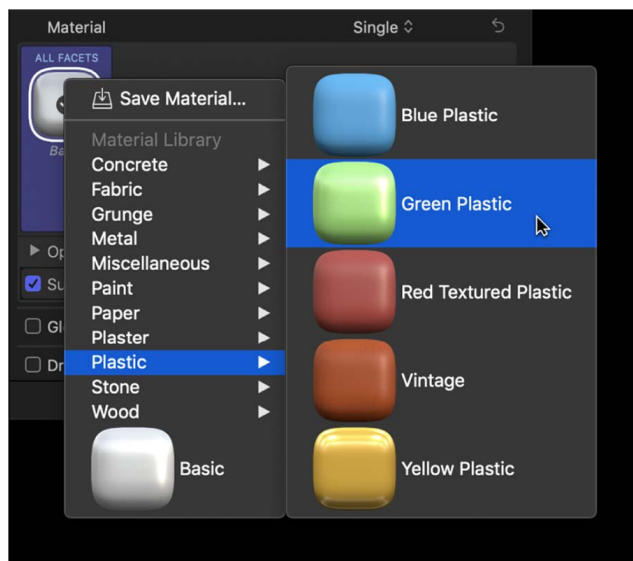 Material Single
ALL FACETS
Save Material...
Material Library
Concrete
Fabric
Grunge
Metal
Miscellaneous
Paint
Paper
Plaster
Plastic
Stone
Wood
Basic
Blue Plastic
Green Plastic
Red Textured Plastic
Vintage
Yellow Plastic